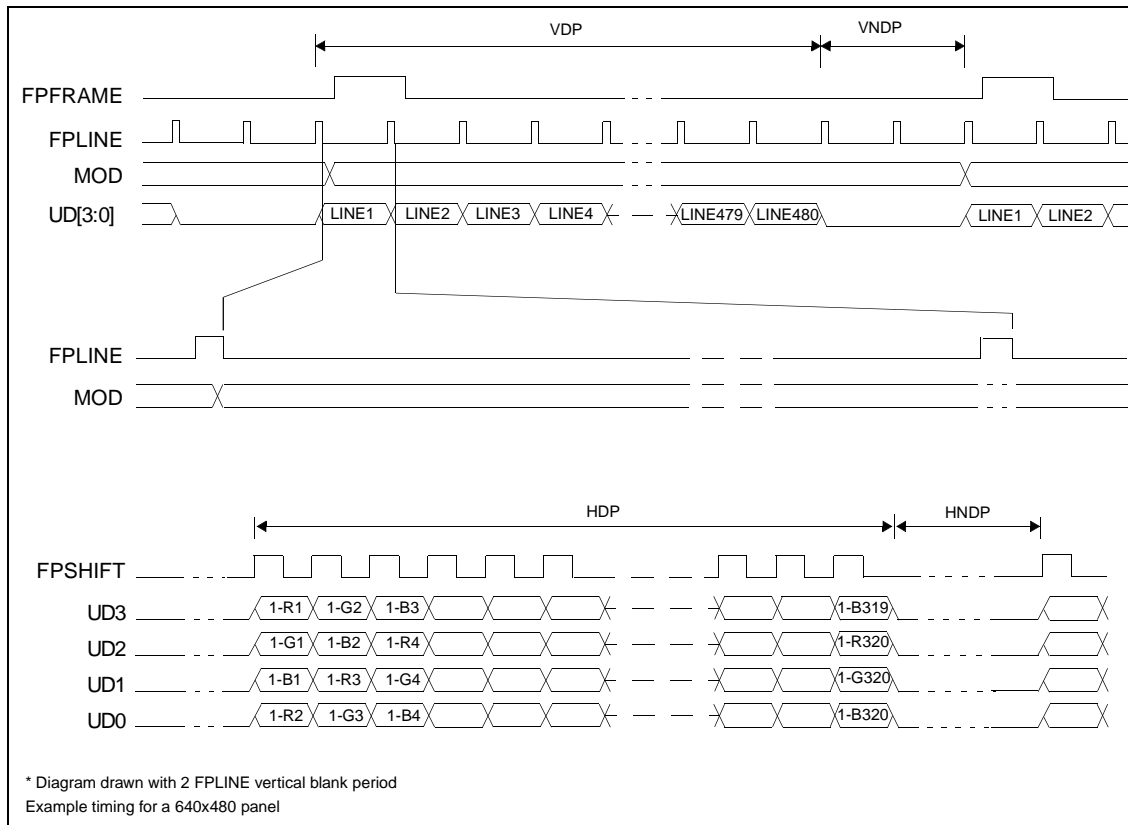 VDP VNDP
FPFRAME
FPLINE
MOD
UD[3:0] LINE1 LINE2 LINE3 LINE4 LINE479 LINE480 LINE1 LINE2
FPLINE
MOD
HDP HNDP
FPSHIFT
UD3 1-R1 1-G2 1-B3 1-B319
UD2 1-G1 1-B2 1-R4 1-R320
UD1 1-B1 1-R3 1-G4 1-G320
UD0 1-R2 1-G3 1-B4 1-B320
* Diagram drawn with 2 FPLINE vertical blank period
Example timing for a 640x480 panel